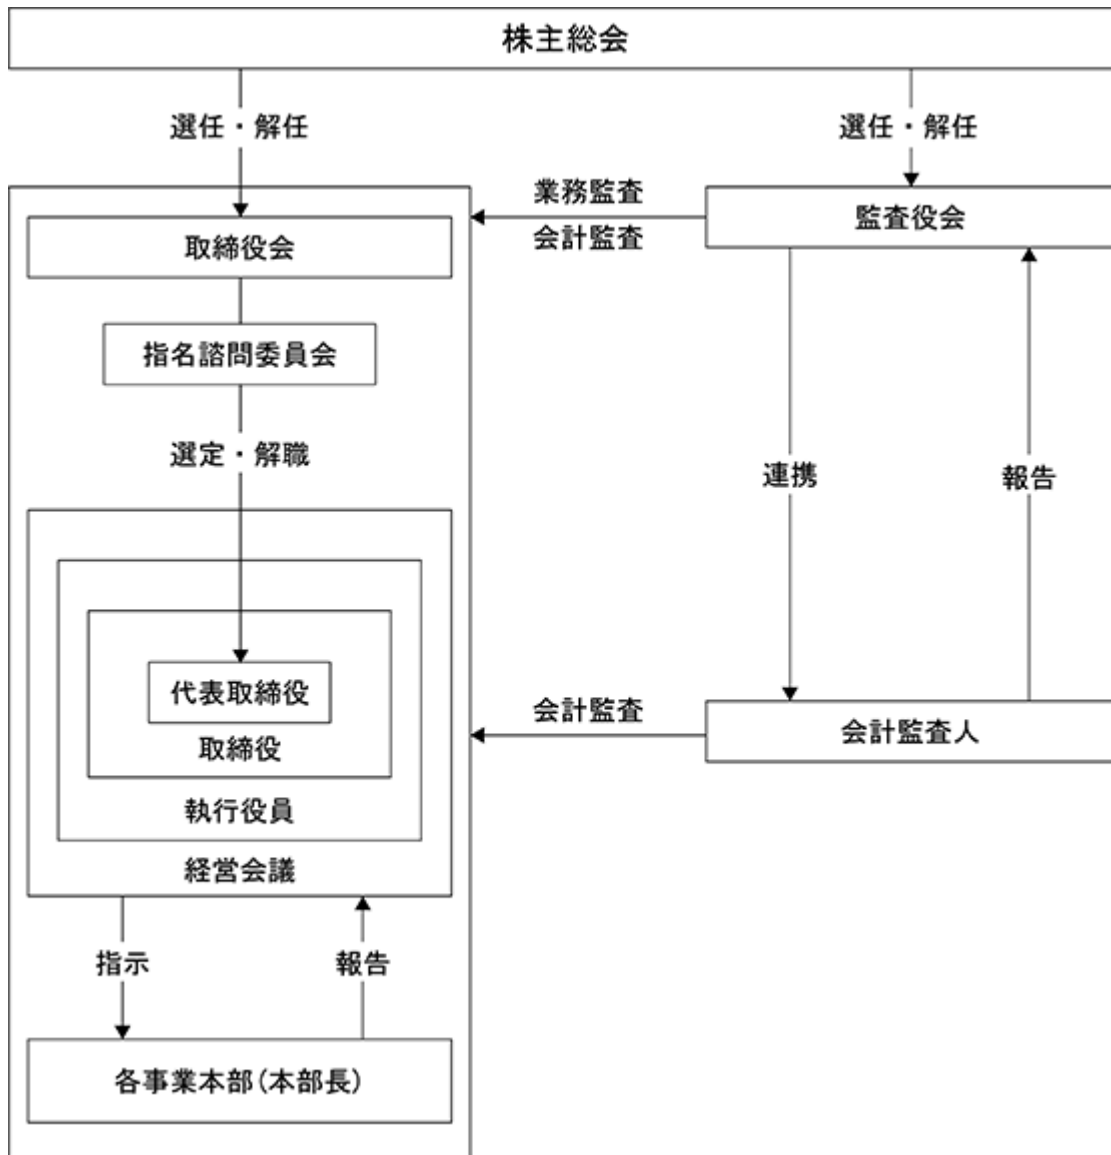 株主総会
選任・解任
選任・解任
業務監査
会計監査
監査役会
取締役会
指名諮問委員会
選定・解職
連携
報告
代表取締役
取締役
執行役員
経営会議
会計監査
会計監査人
指示
報告
各事業本部(本部長)